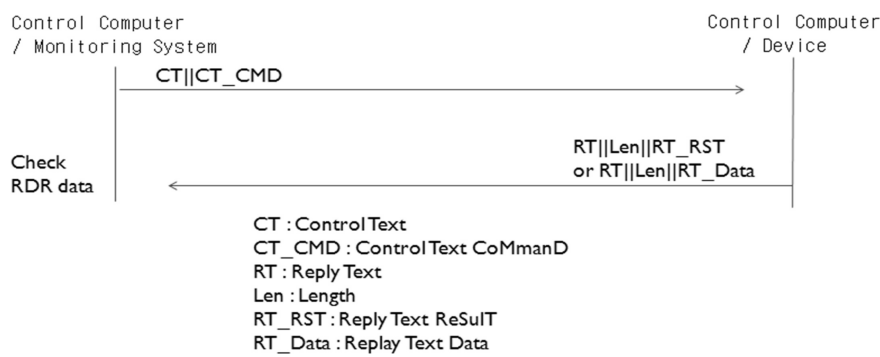 Control Computer
/ Monitoring System
Control Computer
/ Device
CT||CT_CMD
RT||Len||RT_RST
or RT||Len||RT_Data
Check
RDR data
CT : Control Text
CT_CMD : Control Text CoMmanD
RT : Reply Text
Len : Length
RT_RST : Reply Text ReSulT
RT_Data : Replay Text Data